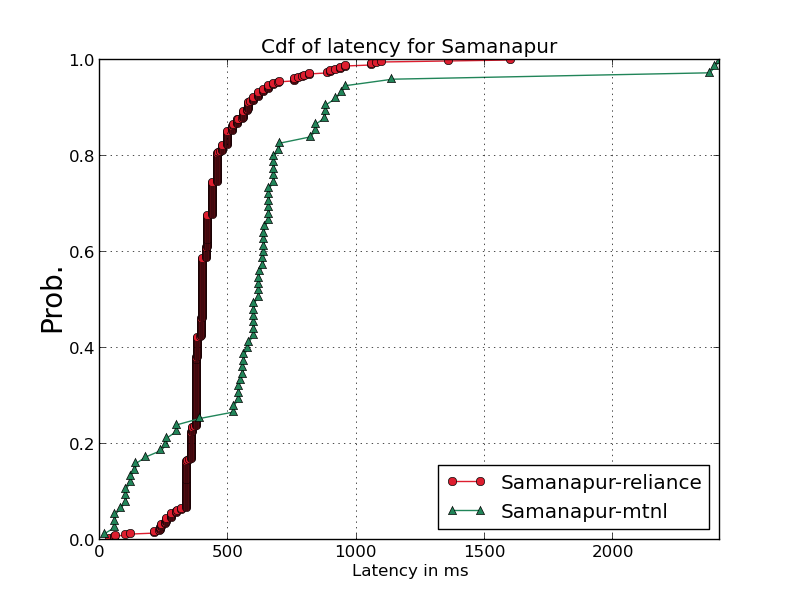 Cdf of latency for Samanapur
1.0
0.8
0.6
0.4
0.2
0.0
Prob.
0 500 1000 1500 2000
Latency in ms
Samanapur-reliance
Samanapur-mtnl